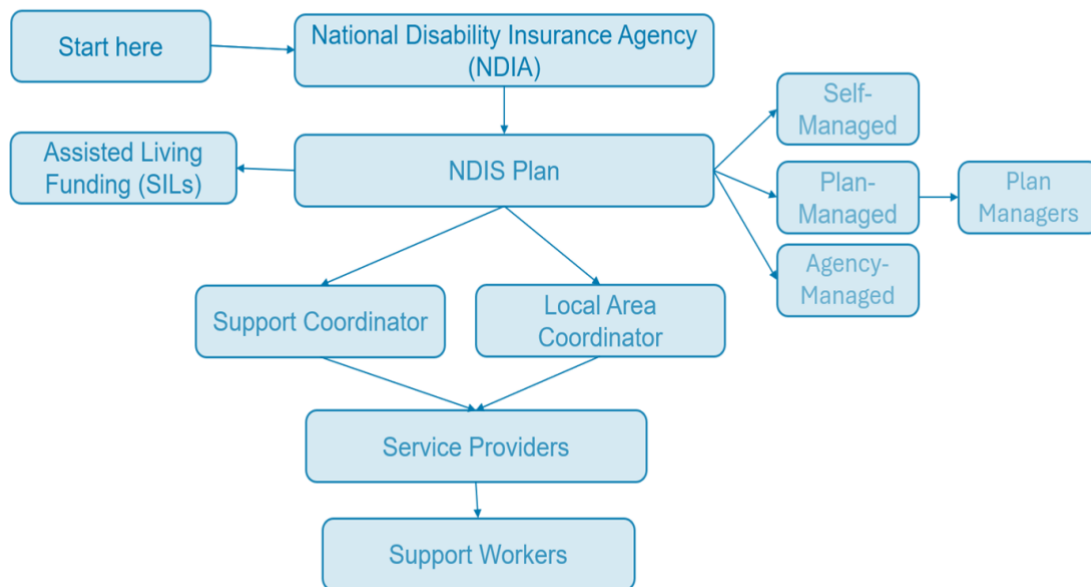 Start here
National Disability Insurance Agency
(NDIA)
Self-
Managed
Assisted Living
Funding (SILs)
NDIS Plan
Plan-
Managed
Plan
Managers
Agency-
Managed
Support Coordinator
Local Area
Coordinator
Service Providers
Support Workers